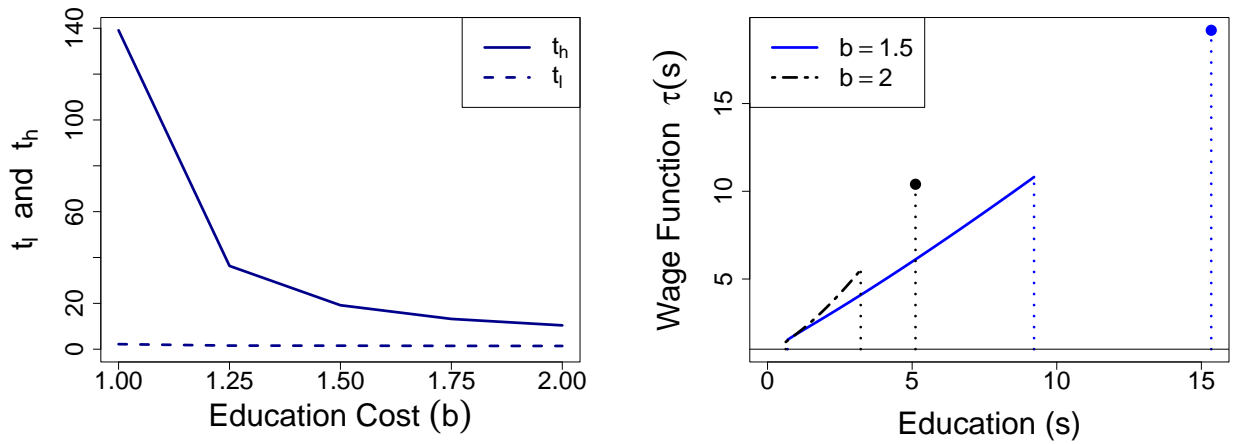 140
100
60
20
0
t_l and t_h
t_h
t_l
1.00 1.25 1.50 1.75 2.00
Education Cost (b)
15
10
5
Wage Function τ(s)
b = 1.5
b = 2
0 5 10 15
Education (s)